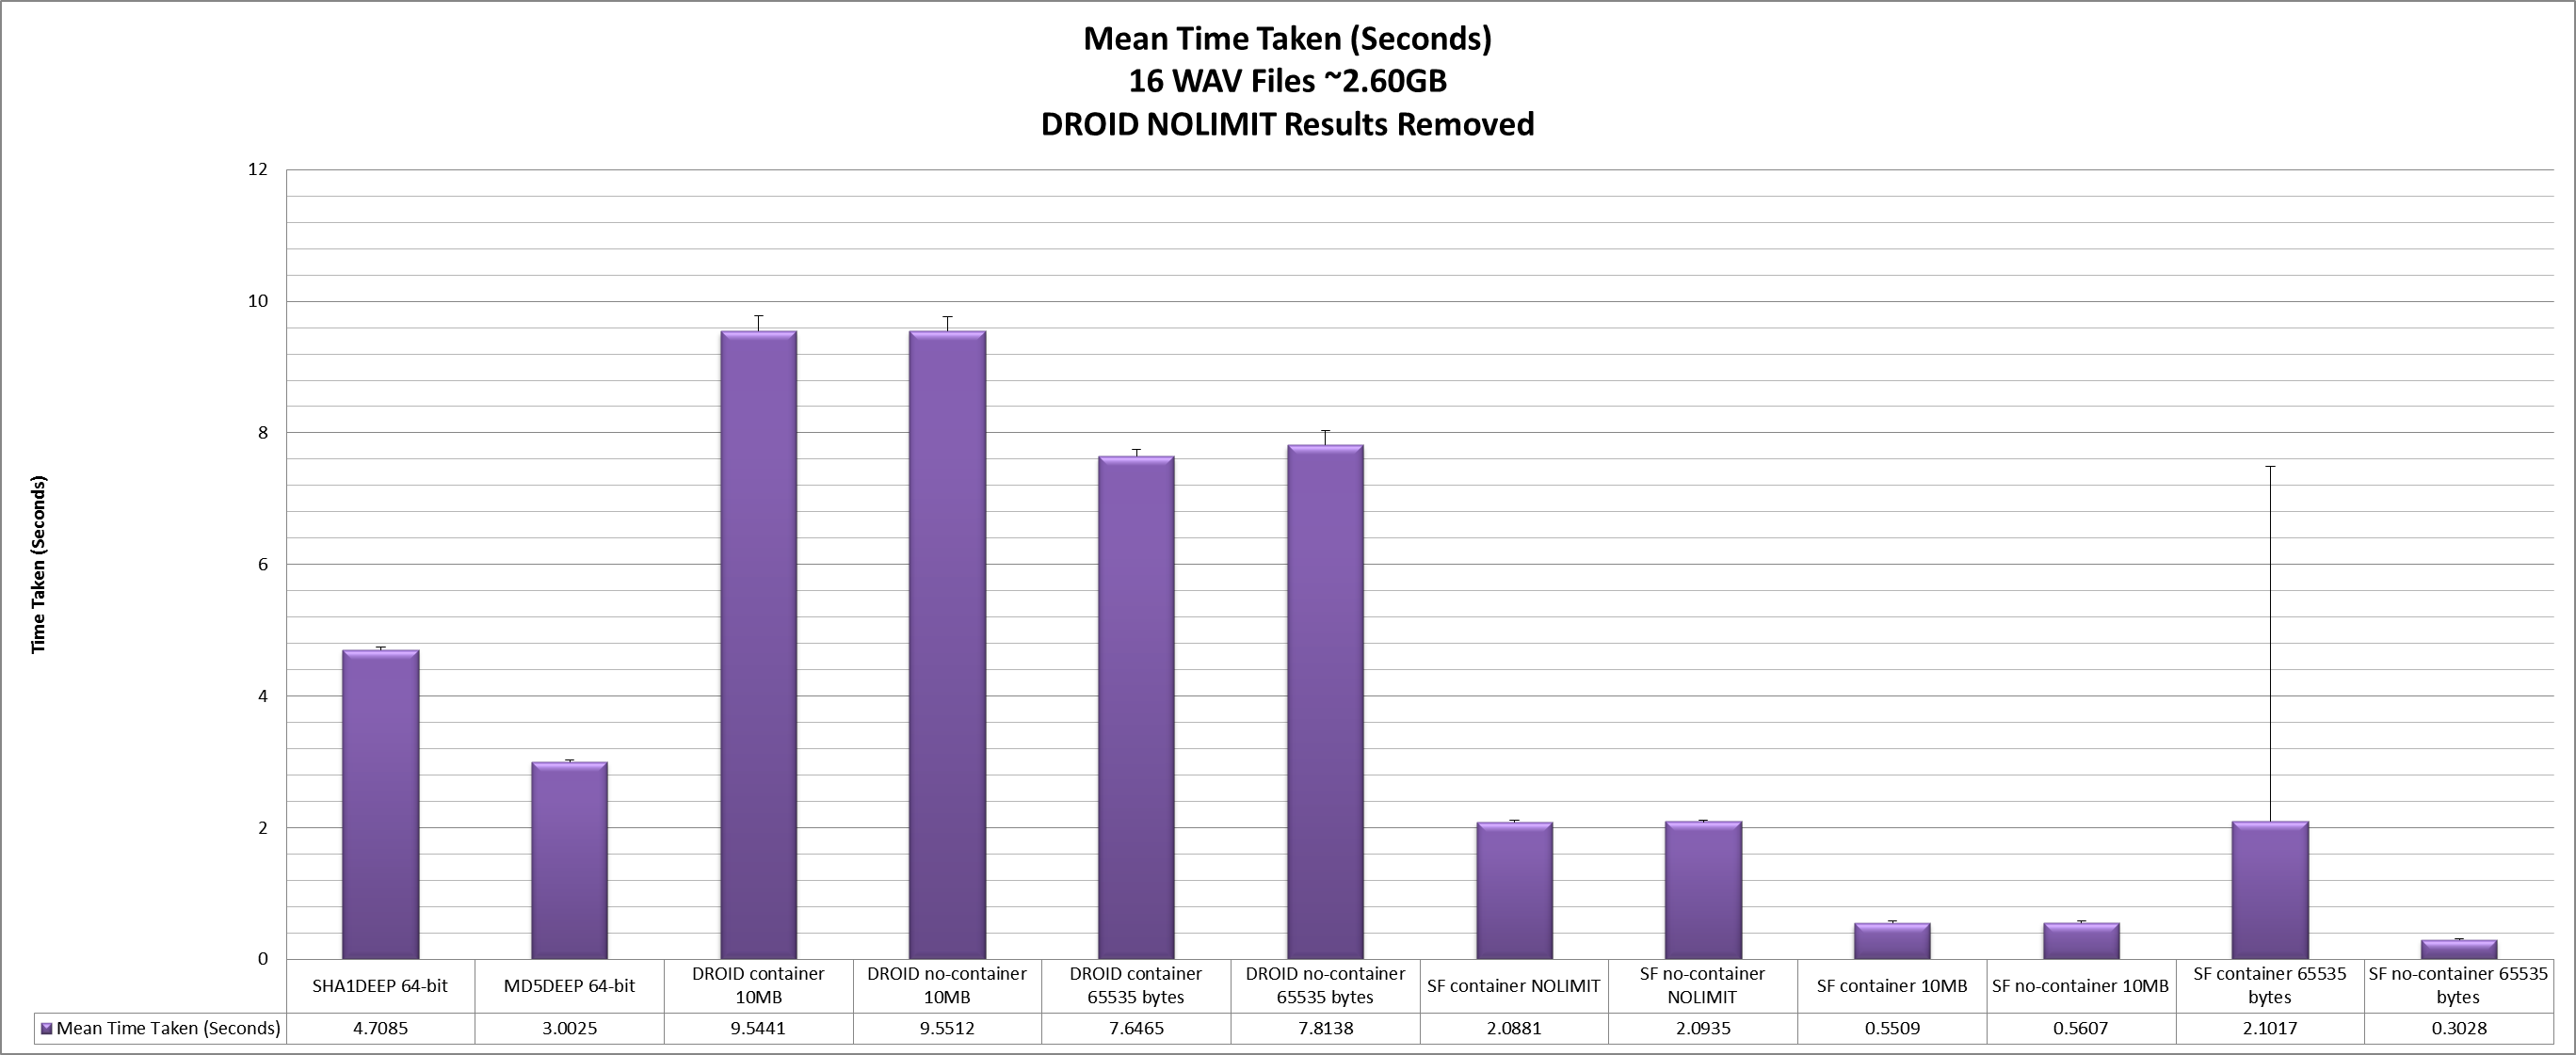 Mean Time Taken (Seconds)
16 WAV Files ~2.60GB
DROID NOLIMIT Results Removed
12
10
8
6
4
2
0
Time Taken (Seconds)
SHA1DEEP 64-bit
MD5DEEP 64-bit
DROID container
10MB
DROID no-container
10MB
DROID container
65535 bytes
DROID no-container
65535 bytes
SF container NOLIMIT
SF no-container
NOLIMIT
SF container 10MB
SF no-container 10MB
SF container 65535
bytes
SF no-container 65535
bytes
Mean Time Taken (Seconds) 4.7085 3.0025 9.5441 9.5512 7.6465 7.8138 2.0881 2.0935 0.5509 0.5607 2.1017 0.3028